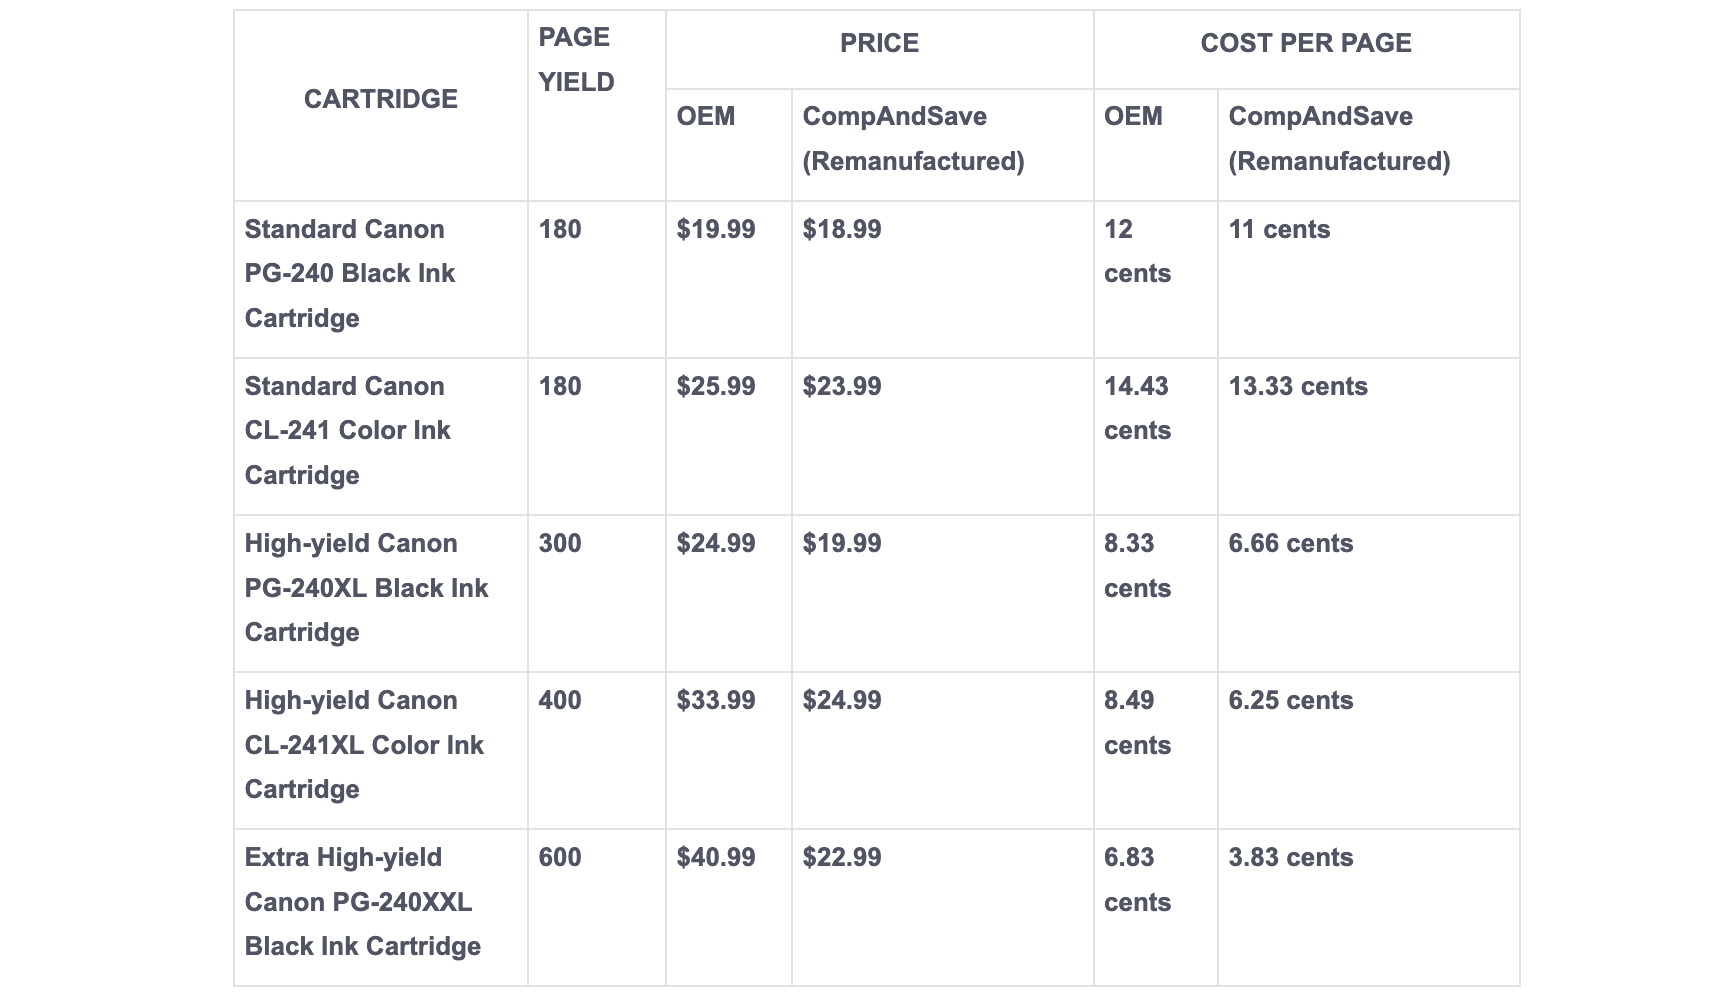 CARTRIDGE
PAGE
YIELD
PRICE
COST PER PAGE
OEM
CompAndSave
(Remanufactured)
OEM
CompAndSave
(Remanufactured)
Standard Canon
PG-240 Black Ink
Cartridge
180
$19.99
$18.99
12
cents
11 cents
Standard Canon
CL-241 Color Ink
Cartridge
180
$25.99
$23.99
14.43
cents
13.33 cents
High-yield Canon
PG-240XL Black Ink
Cartridge
300
$24.99
$19.99
8.33
cents
6.66 cents
High-yield Canon
CL-241XL Color Ink
Cartridge
400
$33.99
$24.99
8.49
cents
6.25 cents
Extra High-yield
Canon PG-240XXL
Black Ink Cartridge
600
$40.99
$22.99
6.83
cents
3.83 cents